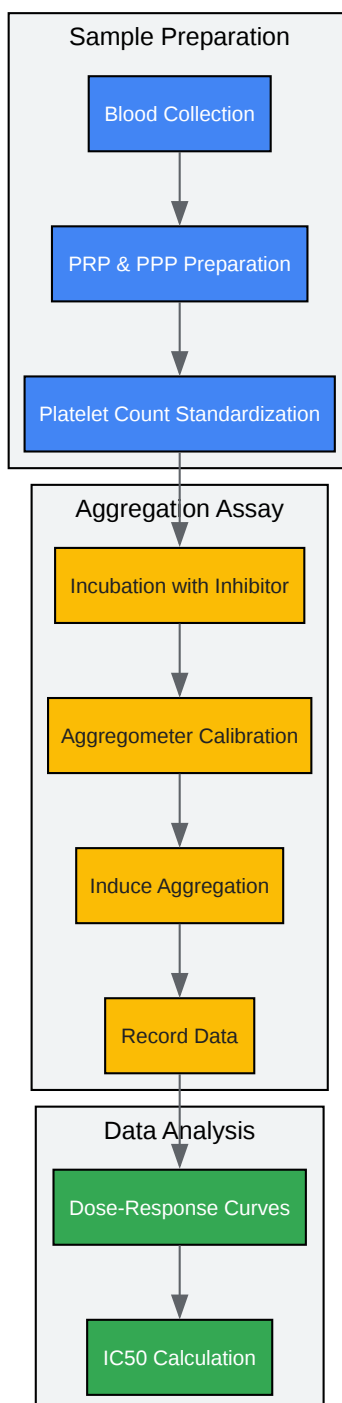 Sample Preparation
Blood Collection
PRP & PPP Preparation
Platelet Count Standardization
Aggregation Assay
Incubation with Inhibitor
Aggregometer Calibration
Induce Aggregation
Record Data
Data Analysis
Dose-Response Curves
IC50 Calculation